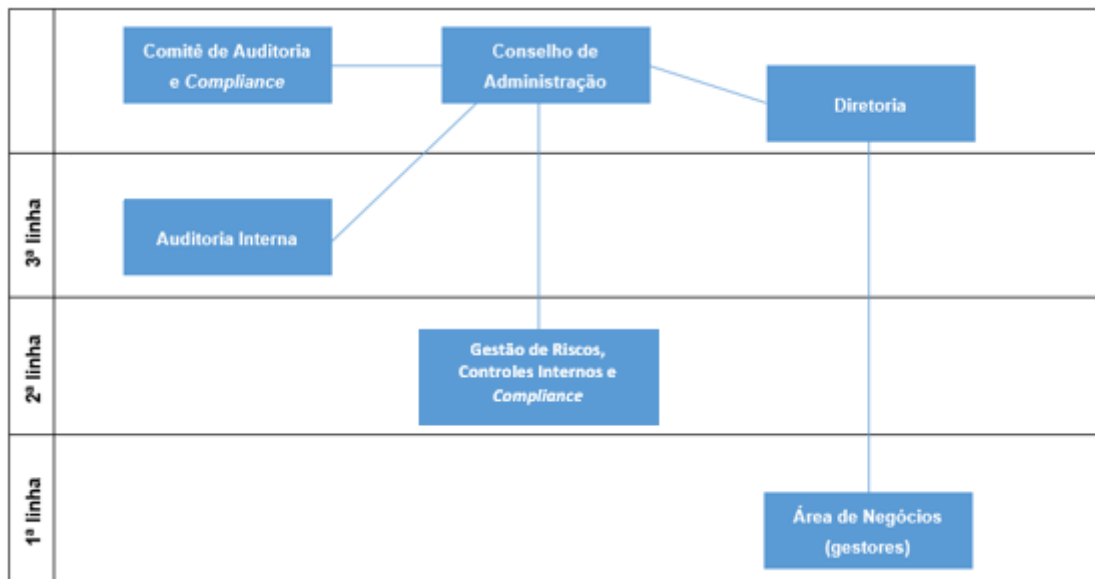 Comitê de Auditoria
e Compliance
Conselho de
Administração
Diretoria
3ª linha
Auditoria Interna
2ª linha
Gestão de Riscos,
Controles Internos e
Compliance
1ª linha
Área de Negócios
(gestores)